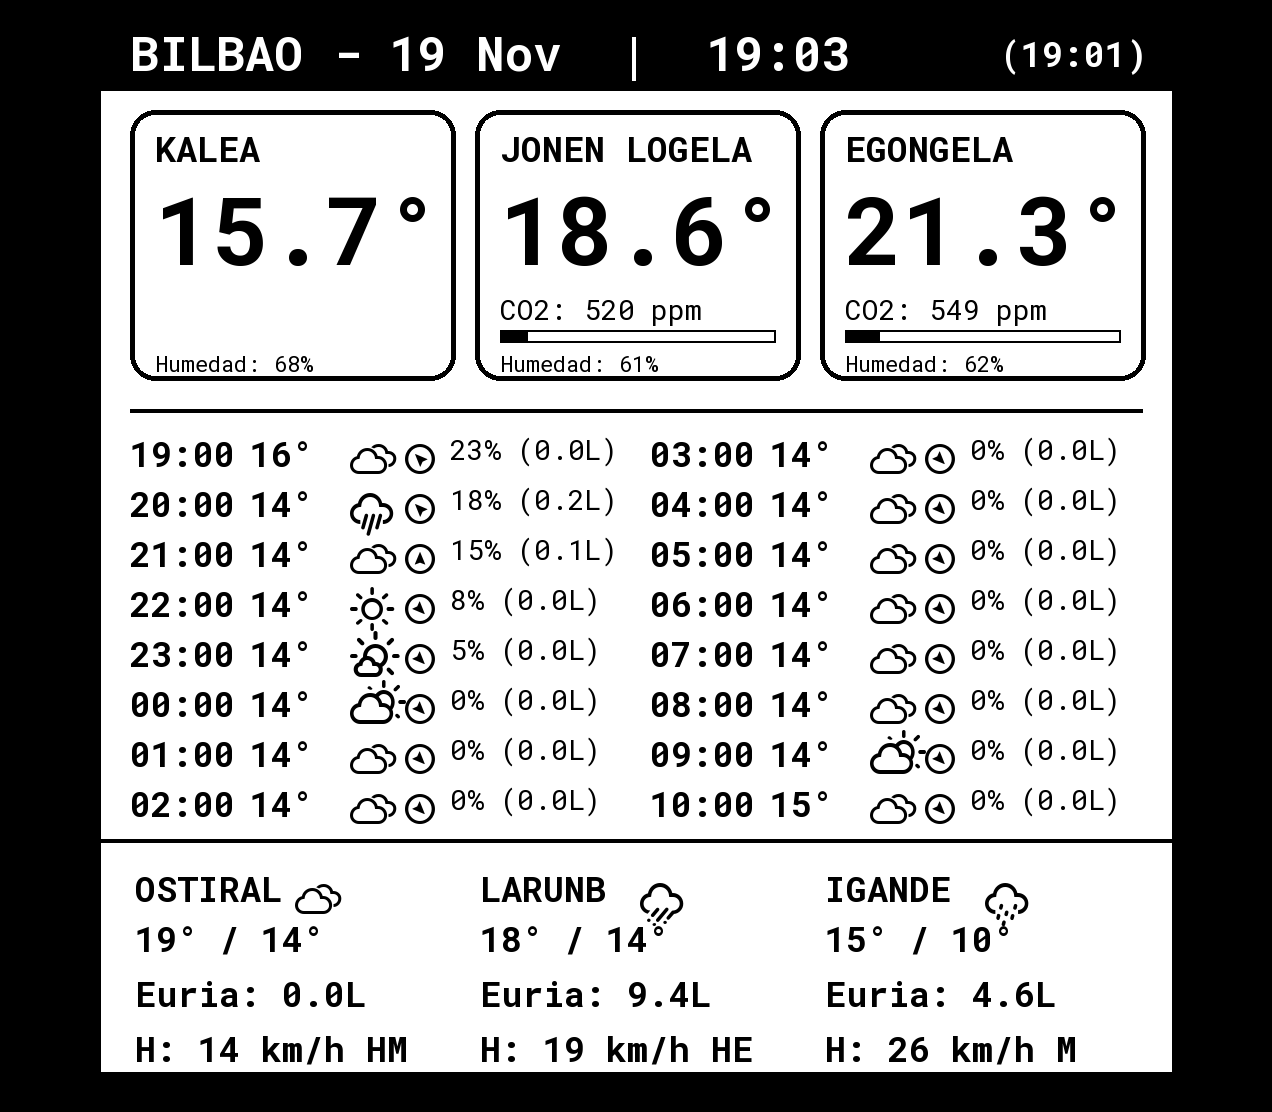 BILBAO - 19 Nov | 19:03 (19:01)
KALEA
15.7°
Humedad: 68%
JONEN LOGELA
18.6°
CO2: 520 ppm
Humedad: 61%
EGONGELA
21.3°
CO2: 549 ppm
Humedad: 62%
19:00 16° 23% (0.0L)
20:00 14° 18% (0.2L)
21:00 14° 15% (0.1L)
22:00 14° 8% (0.0L)
23:00 14° 5% (0.0L)
00:00 14° 0% (0.0L)
01:00 14° 0% (0.0L)
02:00 14° 0% (0.0L)
03:00 14° 0% (0.0L)
04:00 14° 0% (0.0L)
05:00 14° 0% (0.0L)
06:00 14° 0% (0.0L)
07:00 14° 0% (0.0L)
08:00 14° 0% (0.0L)
09:00 14° 0% (0.0L)
10:00 15° 0% (0.0L)
OSTIRAL
19° / 14°
Euria: 0.0L
H: 14 km/h HM
LARUNB
18° / 14°
Euria: 9.4L
H: 19 km/h HE
IGANDE
15° / 10°
Euria: 4.6L
H: 26 km/h M